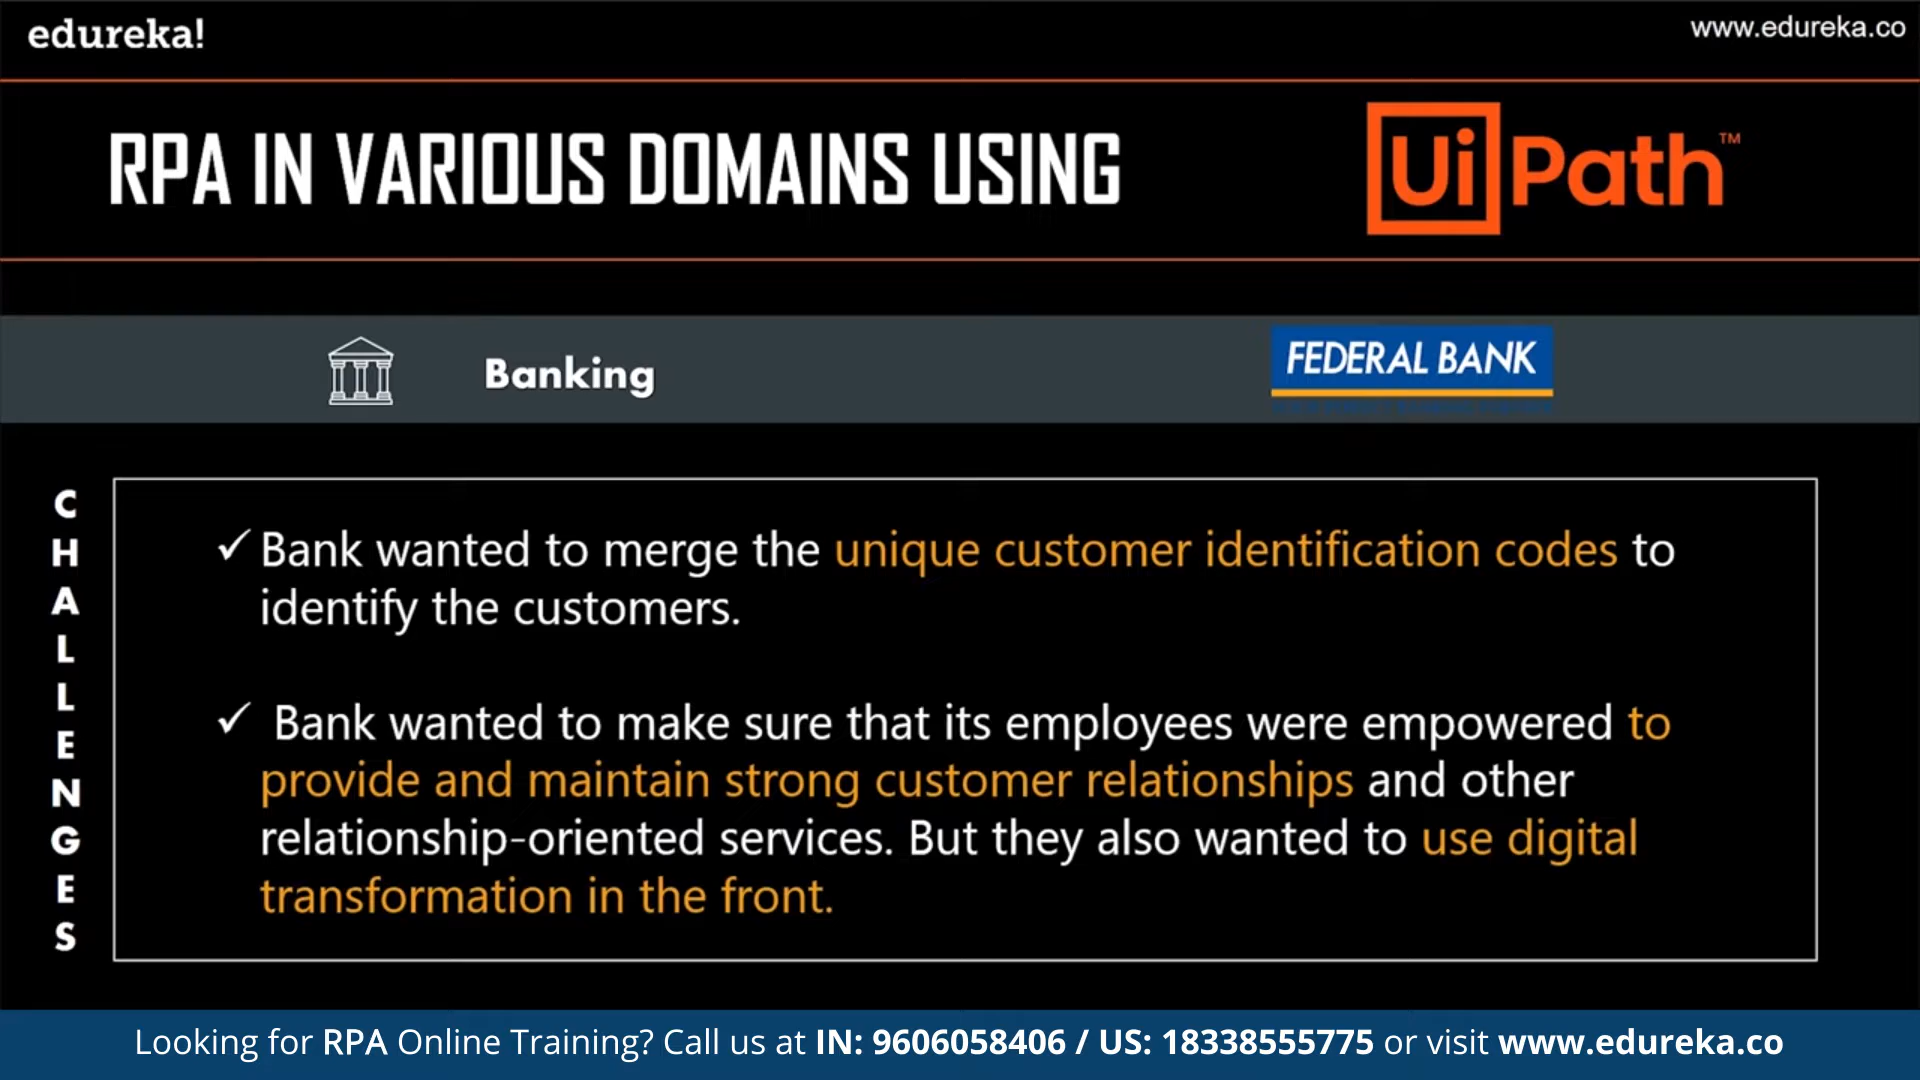 edureka!
www.edureka.co
RPA IN VARIOUS DOMAINS USING
UiPath™
Banking
FEDERAL BANK
CHALLENGES
✓ Bank wanted to merge the unique customer identification codes to
identify the customers.
✓ Bank wanted to make sure that its employees were empowered to
provide and maintain strong customer relationships and other
relationship-oriented services. But they also wanted to use digital
transformation in the front.
Looking for RPA Online Training? Call us at IN: 9606058406 / US: 18338555775 or visit www.edureka.co